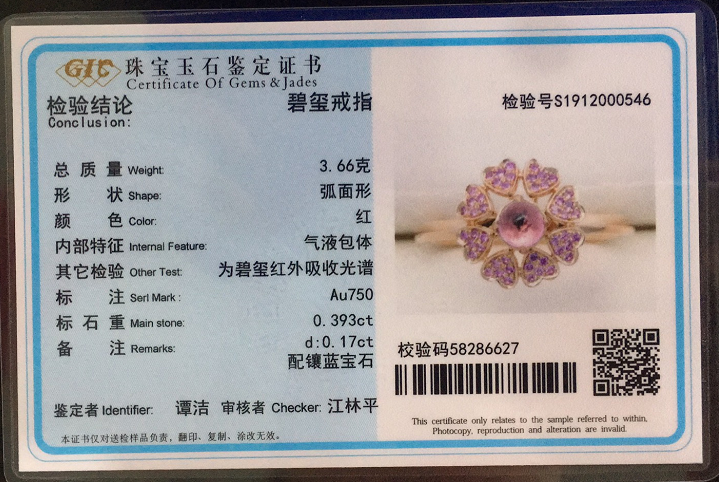 GIC 珠宝玉石鉴定证书
Certificate Of Gems & Jades
检验结论 碧玺戒指
Conclusion:
检验号S1912000546
总质量 Weight: 3.66克
形状 Shape: 弧面形
颜色 Color: 红
内部特征 Internal Feature: 气液包体
其它检验 Other Test: 为碧玺红外吸收光谱
标注 Serl Mark: Au750
标石重 Main stone: 0.393ct
备注 Remarks: d:0.17ct
配镶蓝宝石
校验码58286627
鉴定者 Identifier: 谭洁 审核者 Checker: 江林平
本证书仅对送检样品负责，翻印、复制、涂改无效。
This certificate only relates to the sample referred to within.
Photocopy, reproduction and alteration are invalid.